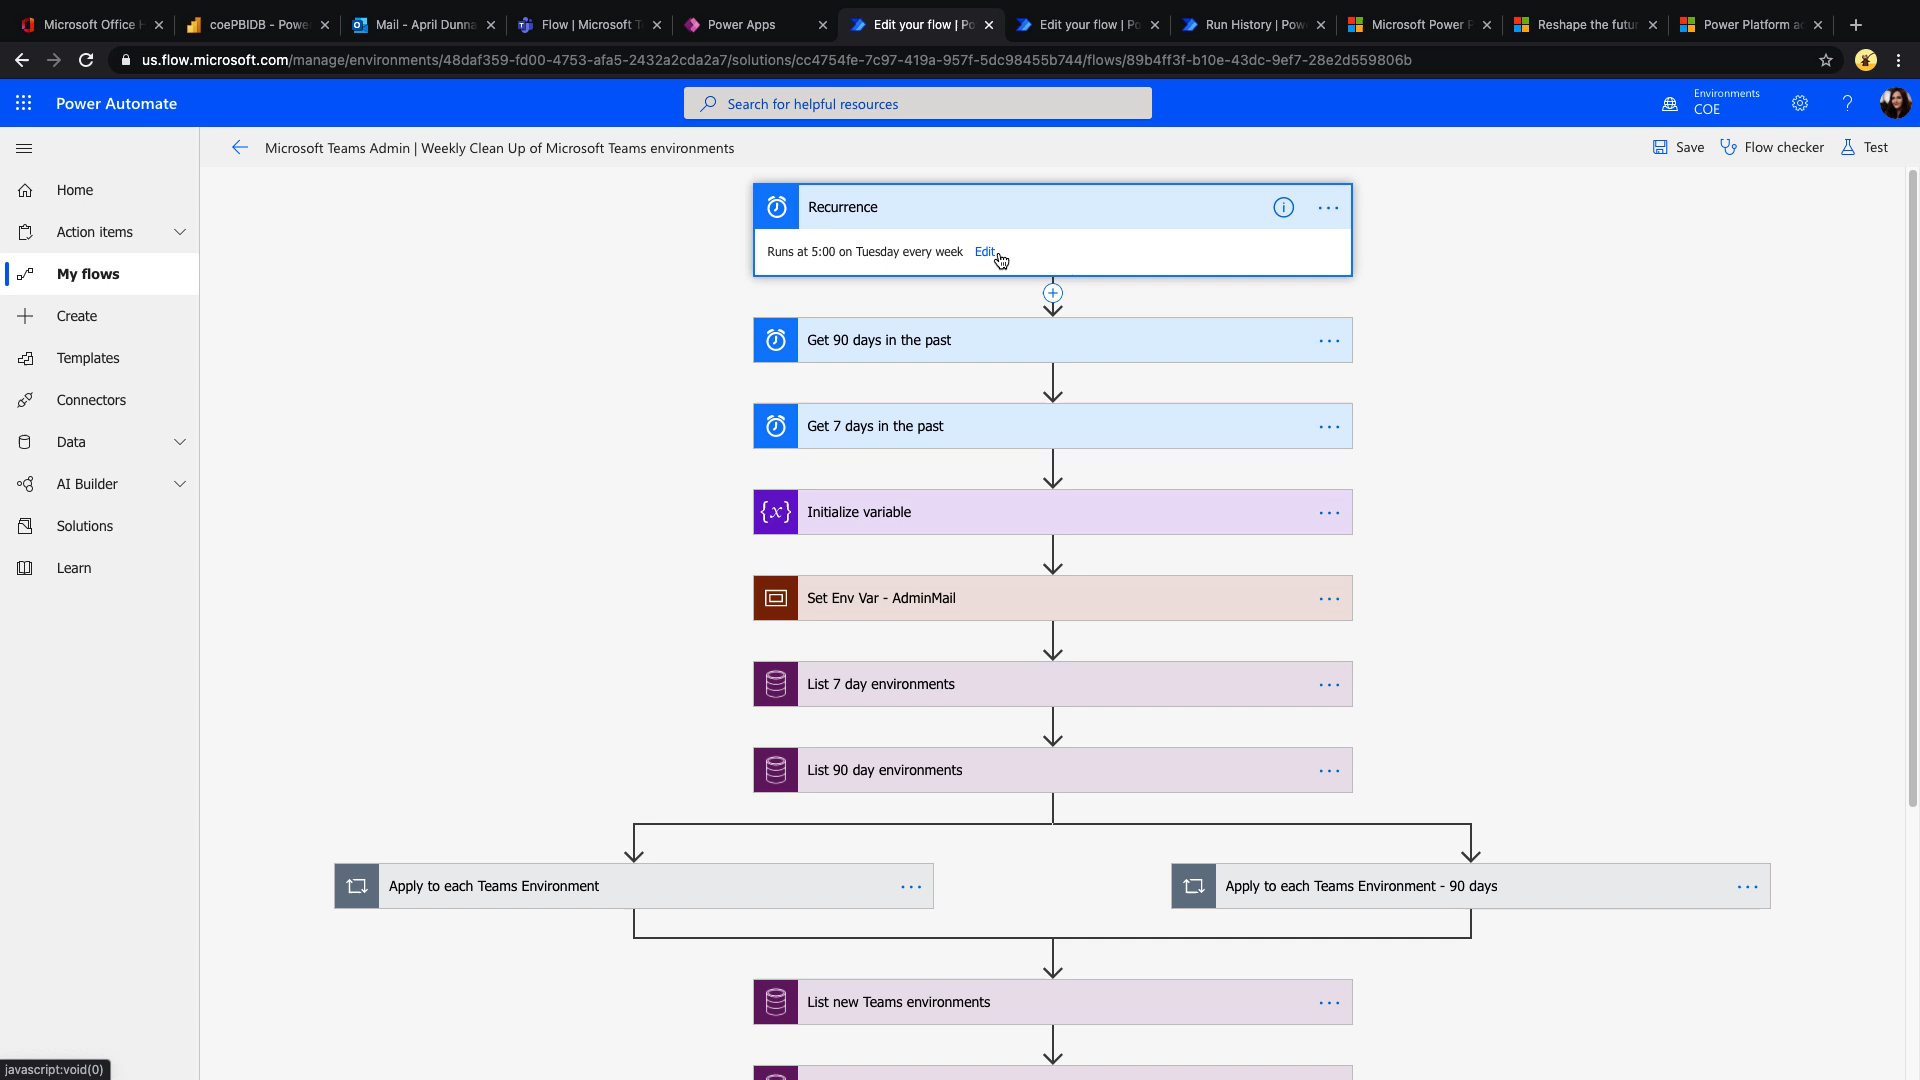 Microsoft Office H
coePBIDB - Powe
Mail - April Dunna
Flow | Microsoft T
Power Apps
Edit your flow | Po
Edit your flow | Po
Run History | Pow
Microsoft Power P
Reshape the futur
Power Platform ac
us.flow.microsoft.com/manage/environments/48daf359-fd00-4753-afa5-2432a2cda2a7/solutions/cc4754fe-7c97-419a-957f-5dc98455b744/flows/89b4ff3f-b10e-43dc-9ef7-28e2d559806b
Power Automate
Search for helpful resources
Environments
COE
Microsoft Teams Admin | Weekly Clean Up of Microsoft Teams environments
Save
Flow checker
Test
Home
Action items
My flows
Create
Templates
Connectors
Data
AI Builder
Solutions
Learn
Recurrence
Runs at 5:00 on Tuesday every week Edit
Get 90 days in the past
Get 7 days in the past
{x} Initialize variable
Set Env Var - AdminMail
List 7 day environments
List 90 day environments
Apply to each Teams Environment
Apply to each Teams Environment - 90 days
List new Teams environments
javascript:void(0)